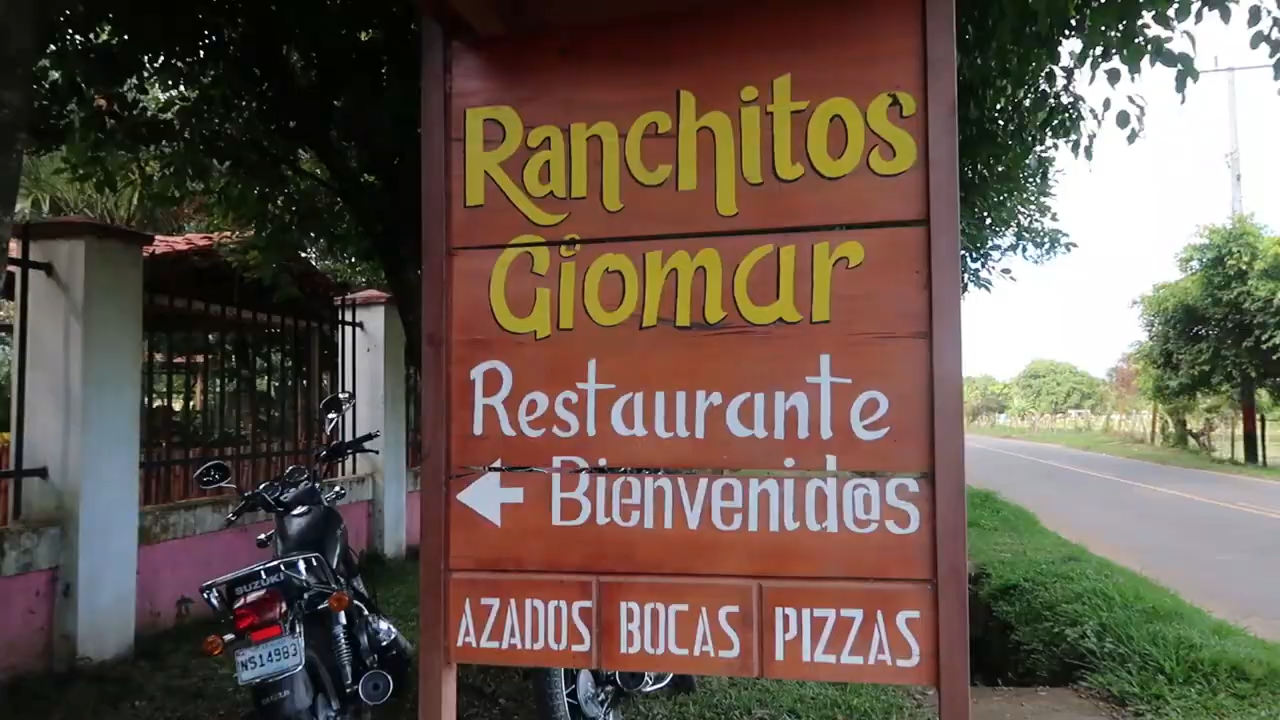 Ranchitos
Giomar
Restaurante
← Bienvenid@s
AZADOS BOCAS PIZZAS
SUZUKI
NS14983